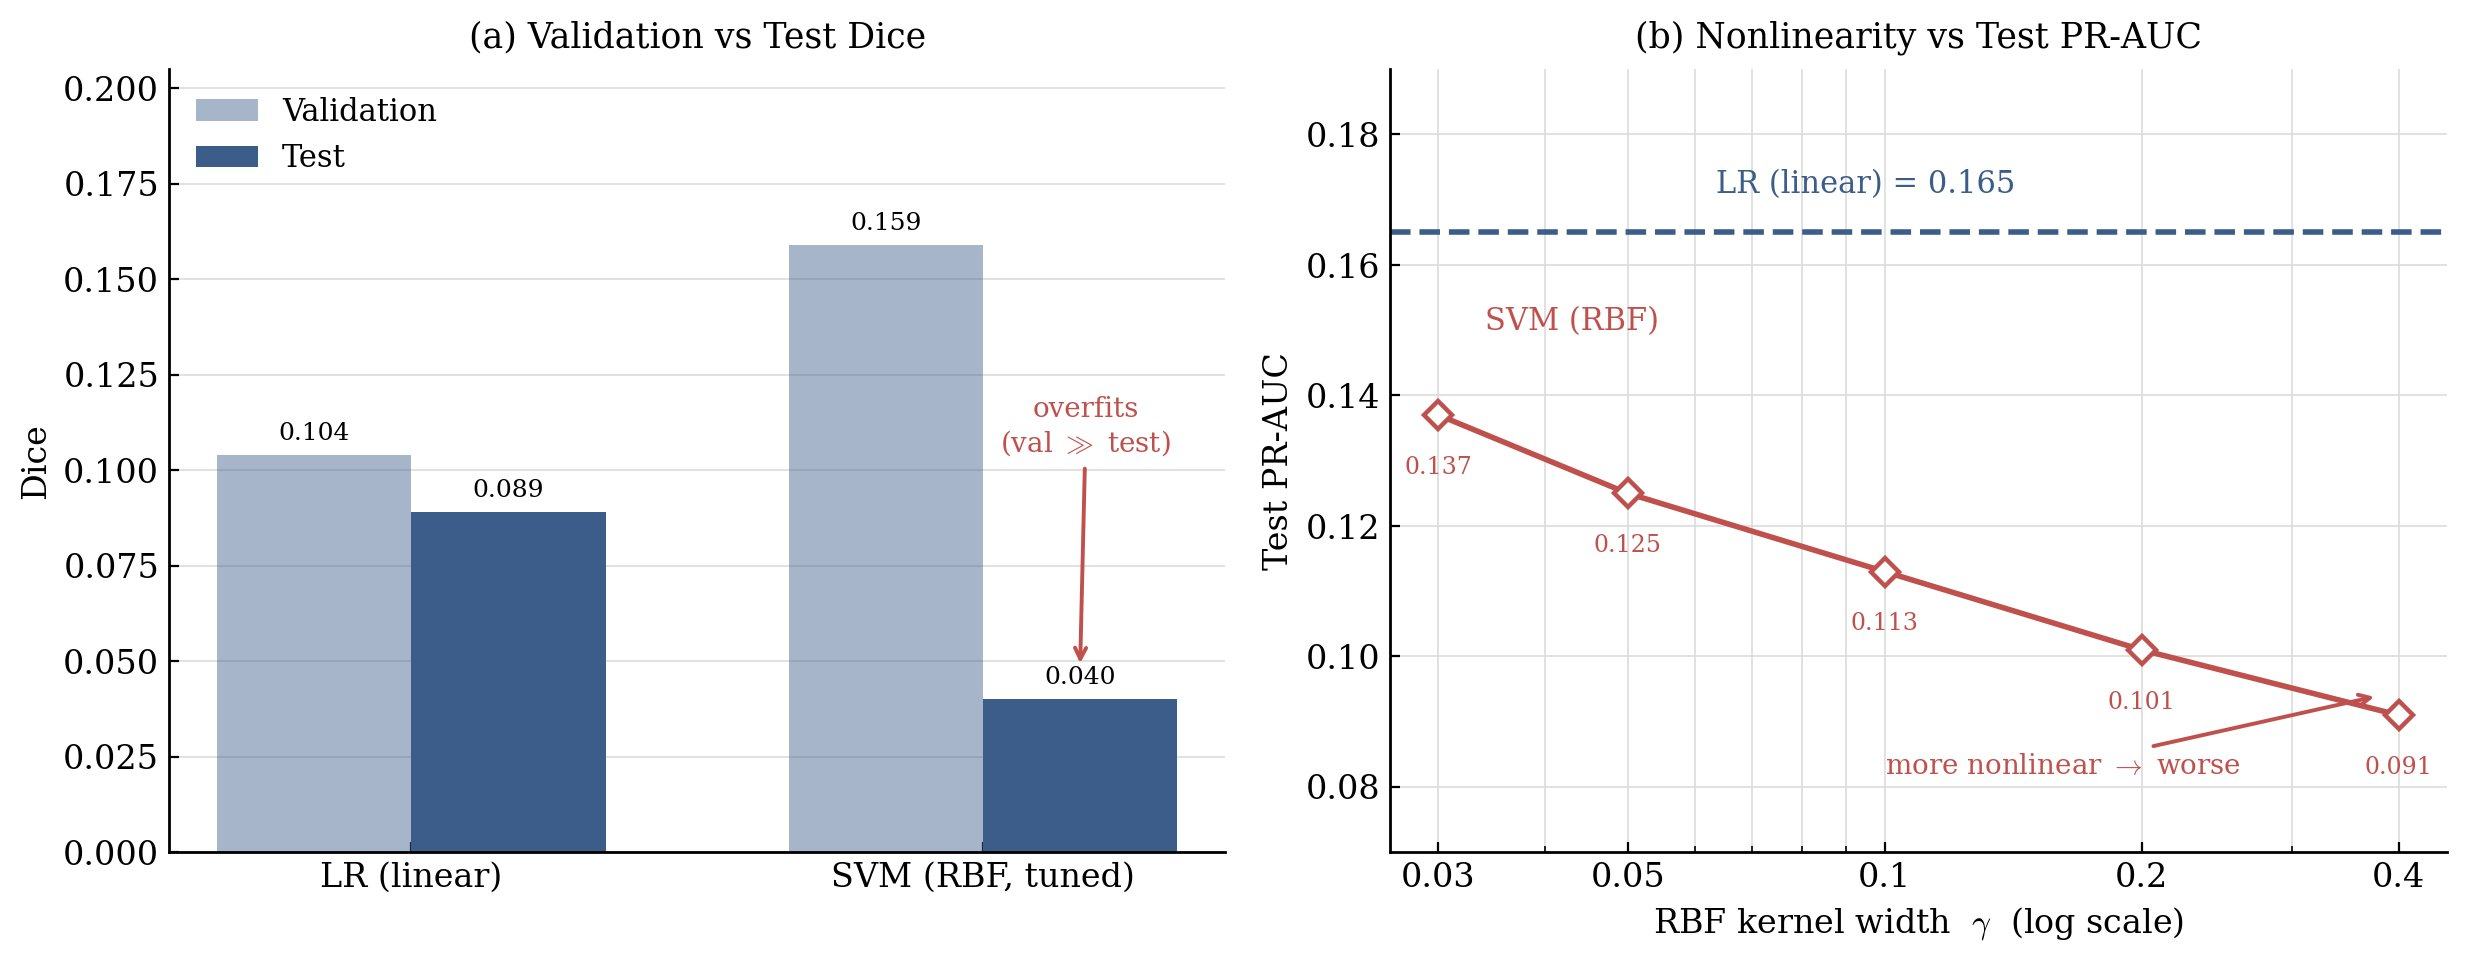 (a) Validation vs Test Dice
0.200
0.175
0.150
0.125
0.100
0.075
0.050
0.025
0.000
Dice
Validation
Test
0.104
0.089
0.159
0.040
overfits
(val ≫ test)
LR (linear)
SVM (RBF, tuned)
(b) Nonlinearity vs Test PR-AUC
0.18
0.16
0.14
0.12
0.10
0.08
Test PR-AUC
LR (linear) = 0.165
SVM (RBF)
0.137
0.125
0.113
0.101
0.091
more nonlinear → worse
0.03
0.05
0.1
0.2
0.4
RBF kernel width γ (log scale)